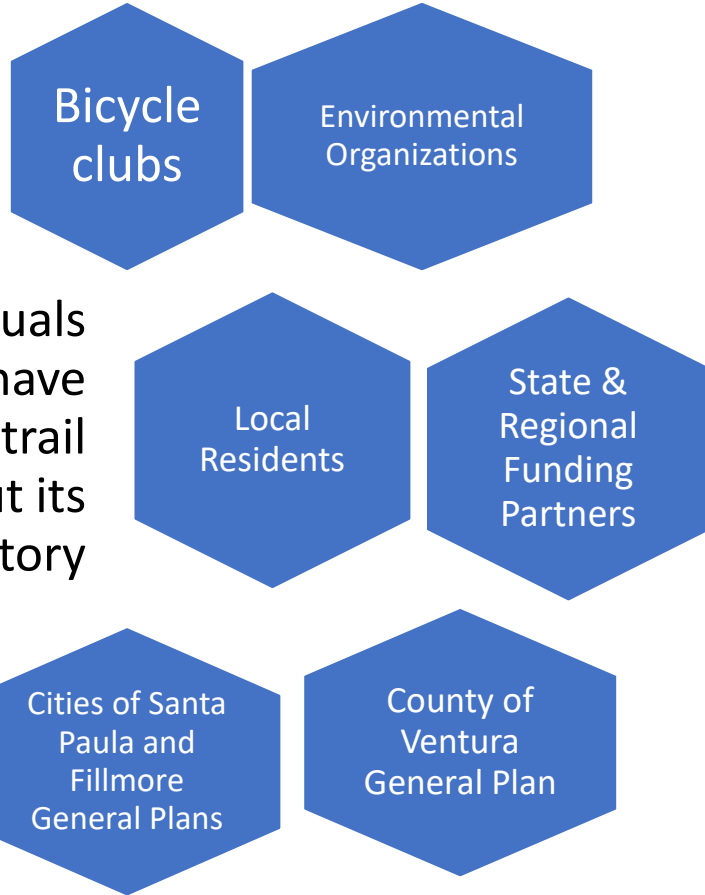 Bicycle
clubs
Environmental
Organizations
uals
have
trail
ut its
tory
Local
Residents
State &
Regional
Funding
Partners
Cities of Santa
Paula and
Fillmore
General Plans
County of
Ventura
General Plan